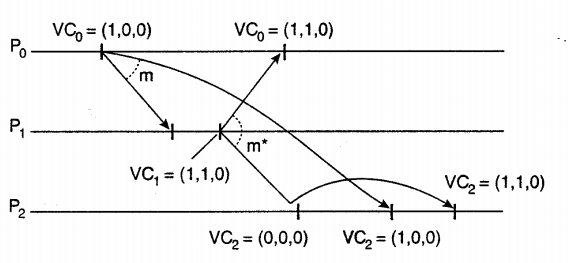 VC₀ = (1,0,0) VC₀ = (1,1,0)
P₀
m
P₁
m*
VC₁ = (1,1,0)
VC₂ = (1,1,0)
P₂
VC₂ = (0,0,0) VC₂ = (1,0,0)